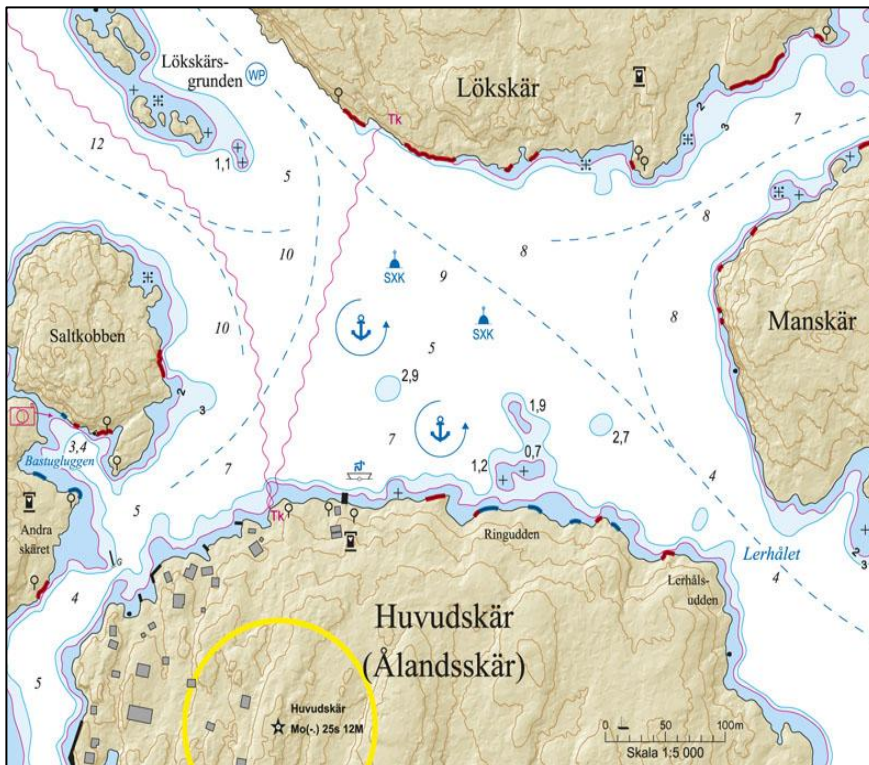 Lökskärs-
grunden
WP
Lökskär
12
1,1
5
Tk
2
3
7
10
8
8
9
SXK
10
SXK
5
8
Saltkobben
Manskär
2
3
2,9
1,9
2,7
3,4
Bastugluggen
7
7
1,2
0,7
4
Tk
5
Andra
skäret
G
Ringudden
Lerhålet
2
3
4
Lerhåls-
udden
4
Huvudskär
(Ålandsskär)
5
Huvudskär
Mo(-.) 25s 12M
0 50 100m
Skala 1:5 000